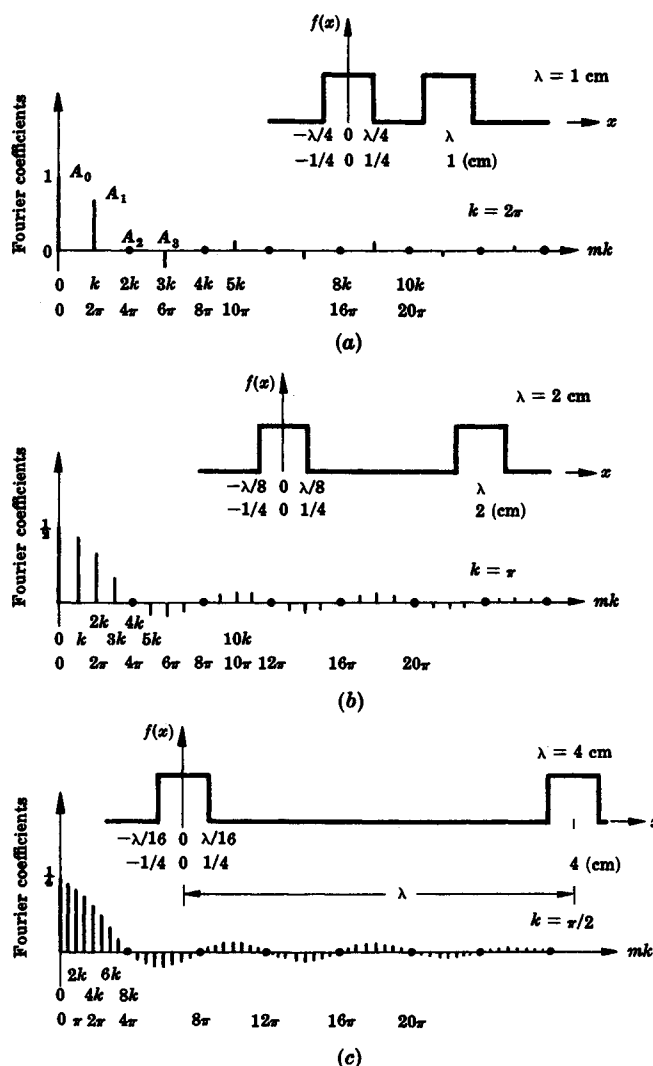 f(x)
λ = 1 cm
Fourier coefficients
−λ/4 0 λ/4 λ x
−1/4 0 1/4 1 (cm)
1 A₀ A₁
k = 2π
A₂ A₃
0 mk
0 k 2k 3k 4k 5k 8k 10k
0 2π 4π 6π 8π 10π 16π 20π
(a)
f(x)
λ = 2 cm
Fourier coefficients
−λ/8 0 λ/8 λ x
−1/4 0 1/4 2 (cm)
1/2
k = π
mk
2k 4k
0 k 3k 5k 10k
0 2π 4π 6π 8π 10π 12π 16π 20π
(b)
f(x)
λ = 4 cm
Fourier coefficients
−λ/16 0 λ/16
−1/4 0 1/4 4 (cm)
λ
k = π/2
mk
2k 6k
0 4k 8k
0 π 2π 4π 8π 12π 16π 20π
(c)